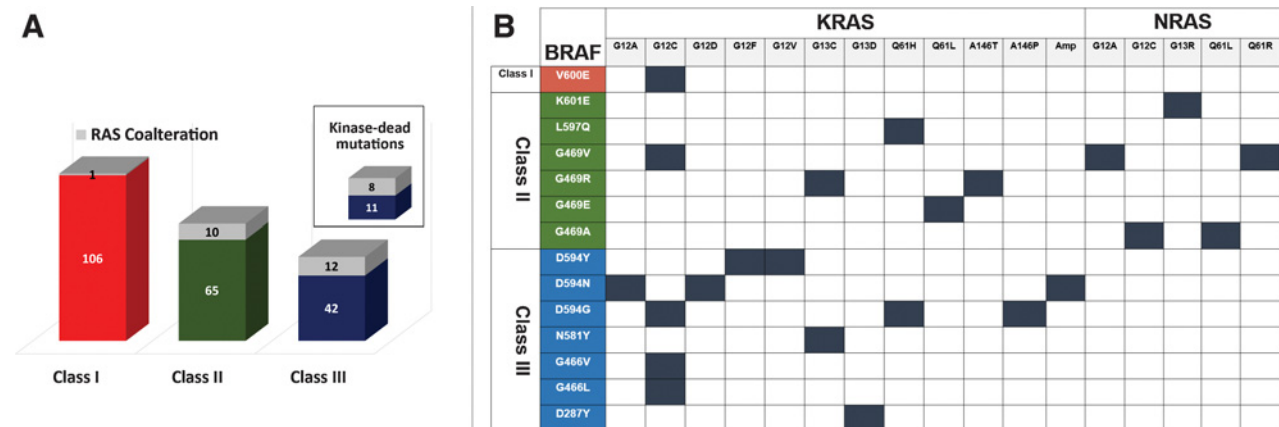 A
RAS Coalteration
Kinase-dead
mutations
8
11
1
106
10
65
12
42
Class I
Class II
Class III
B
KRAS
NRAS
BRAF
G12A G12C G12D G12F G12V G13C G13D Q61H Q61L A146T A146P Amp G12A G12C G13R Q61L Q61R
Class I
V600E
Class II
K601E
L597Q
G469V
G469R
G469E
G469A
Class III
D594Y
D594N
D594G
N581Y
G466V
G466L
D287Y